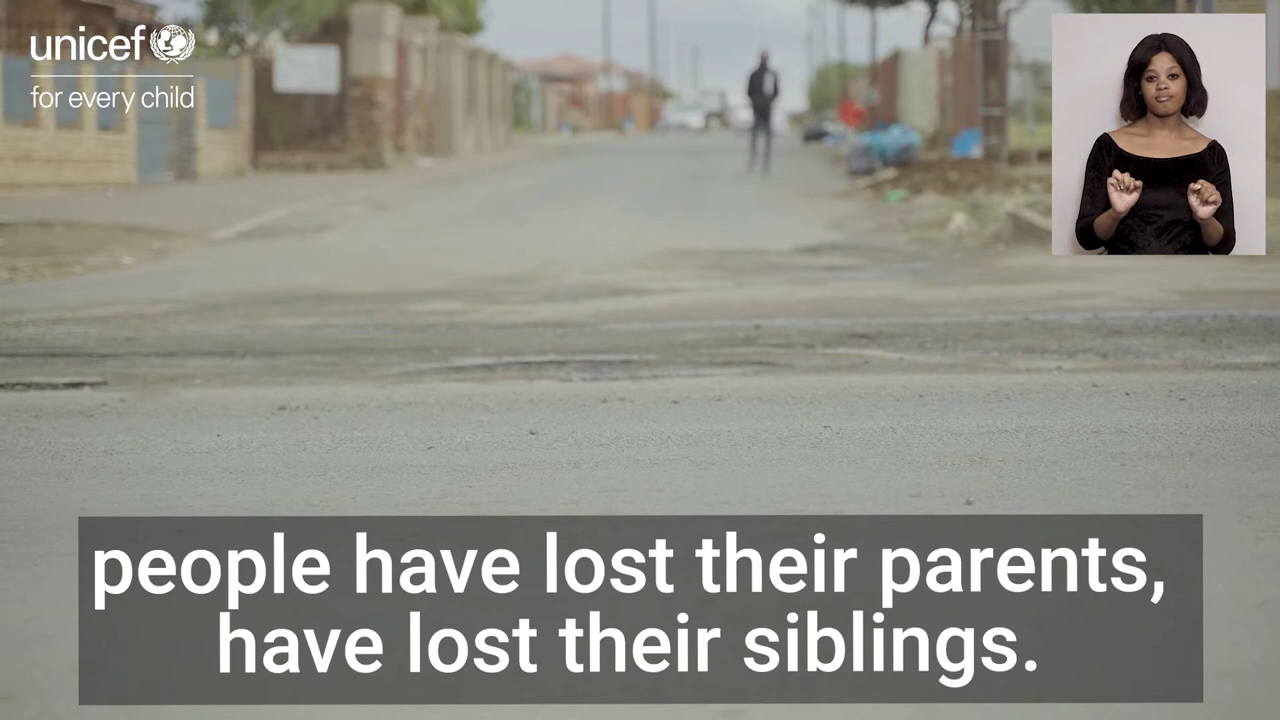 unicef
for every child
people have lost their parents,
have lost their siblings.